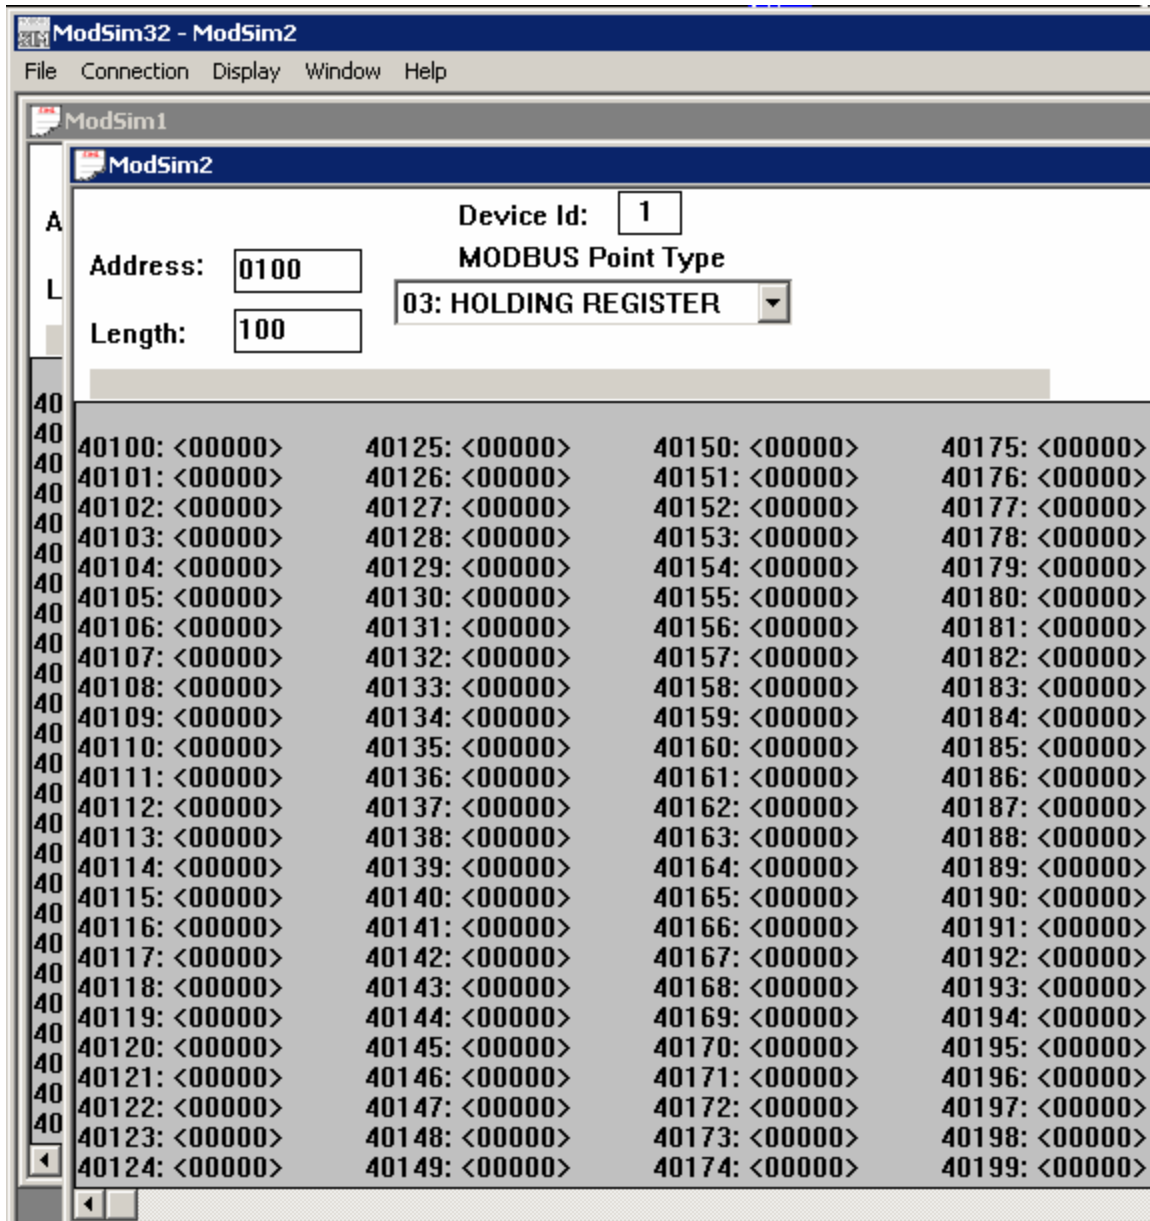 ModSim32 - ModSim2
File Connection Display Window Help
ModSim1
ModSim2
A
L
Device Id: 1
Address: 0100
MODBUS Point Type
03: HOLDING REGISTER
Length: 100
40100: <00000> 40125: <00000> 40150: <00000> 40175: <00000>
40101: <00000> 40126: <00000> 40151: <00000> 40176: <00000>
40102: <00000> 40127: <00000> 40152: <00000> 40177: <00000>
40103: <00000> 40128: <00000> 40153: <00000> 40178: <00000>
40104: <00000> 40129: <00000> 40154: <00000> 40179: <00000>
40105: <00000> 40130: <00000> 40155: <00000> 40180: <00000>
40106: <00000> 40131: <00000> 40156: <00000> 40181: <00000>
40107: <00000> 40132: <00000> 40157: <00000> 40182: <00000>
40108: <00000> 40133: <00000> 40158: <00000> 40183: <00000>
40109: <00000> 40134: <00000> 40159: <00000> 40184: <00000>
40110: <00000> 40135: <00000> 40160: <00000> 40185: <00000>
40111: <00000> 40136: <00000> 40161: <00000> 40186: <00000>
40112: <00000> 40137: <00000> 40162: <00000> 40187: <00000>
40113: <00000> 40138: <00000> 40163: <00000> 40188: <00000>
40114: <00000> 40139: <00000> 40164: <00000> 40189: <00000>
40115: <00000> 40140: <00000> 40165: <00000> 40190: <00000>
40116: <00000> 40141: <00000> 40166: <00000> 40191: <00000>
40117: <00000> 40142: <00000> 40167: <00000> 40192: <00000>
40118: <00000> 40143: <00000> 40168: <00000> 40193: <00000>
40119: <00000> 40144: <00000> 40169: <00000> 40194: <00000>
40120: <00000> 40145: <00000> 40170: <00000> 40195: <00000>
40121: <00000> 40146: <00000> 40171: <00000> 40196: <00000>
40122: <00000> 40147: <00000> 40172: <00000> 40197: <00000>
40123: <00000> 40148: <00000> 40173: <00000> 40198: <00000>
40124: <00000> 40149: <00000> 40174: <00000> 40199: <00000>